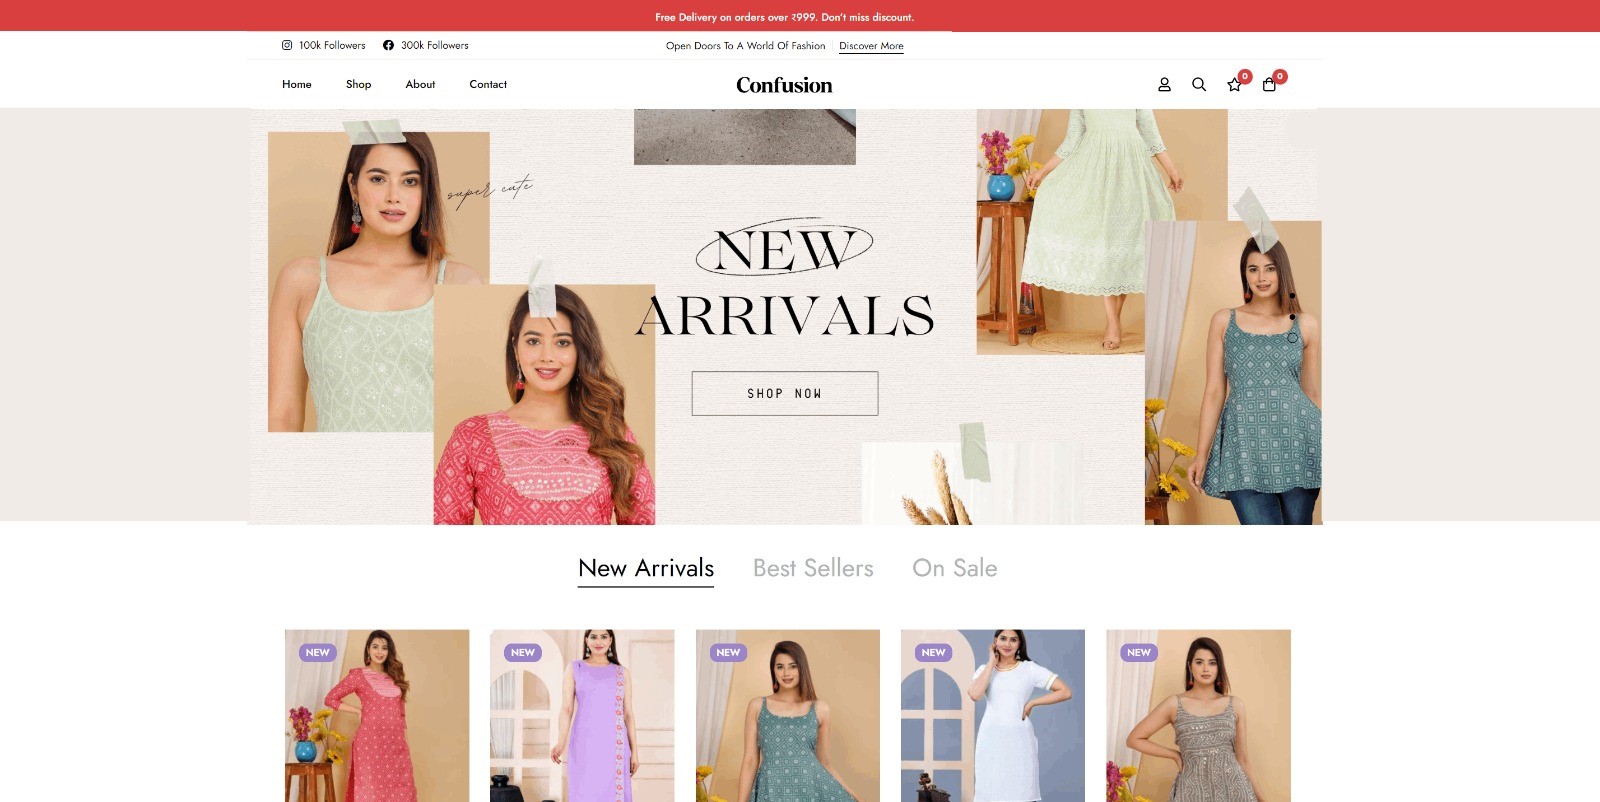 Free Delivery on orders over ₹999. Don't miss discount.
100k Followers
300k Followers
Open Doors To A World Of Fashion
Discover More
Home
Shop
About
Contact
Confusion
0
0
super cute
NEW
ARRIVALS
SHOP NOW
New Arrivals
Best Sellers
On Sale
NEW
NEW
NEW
NEW
NEW